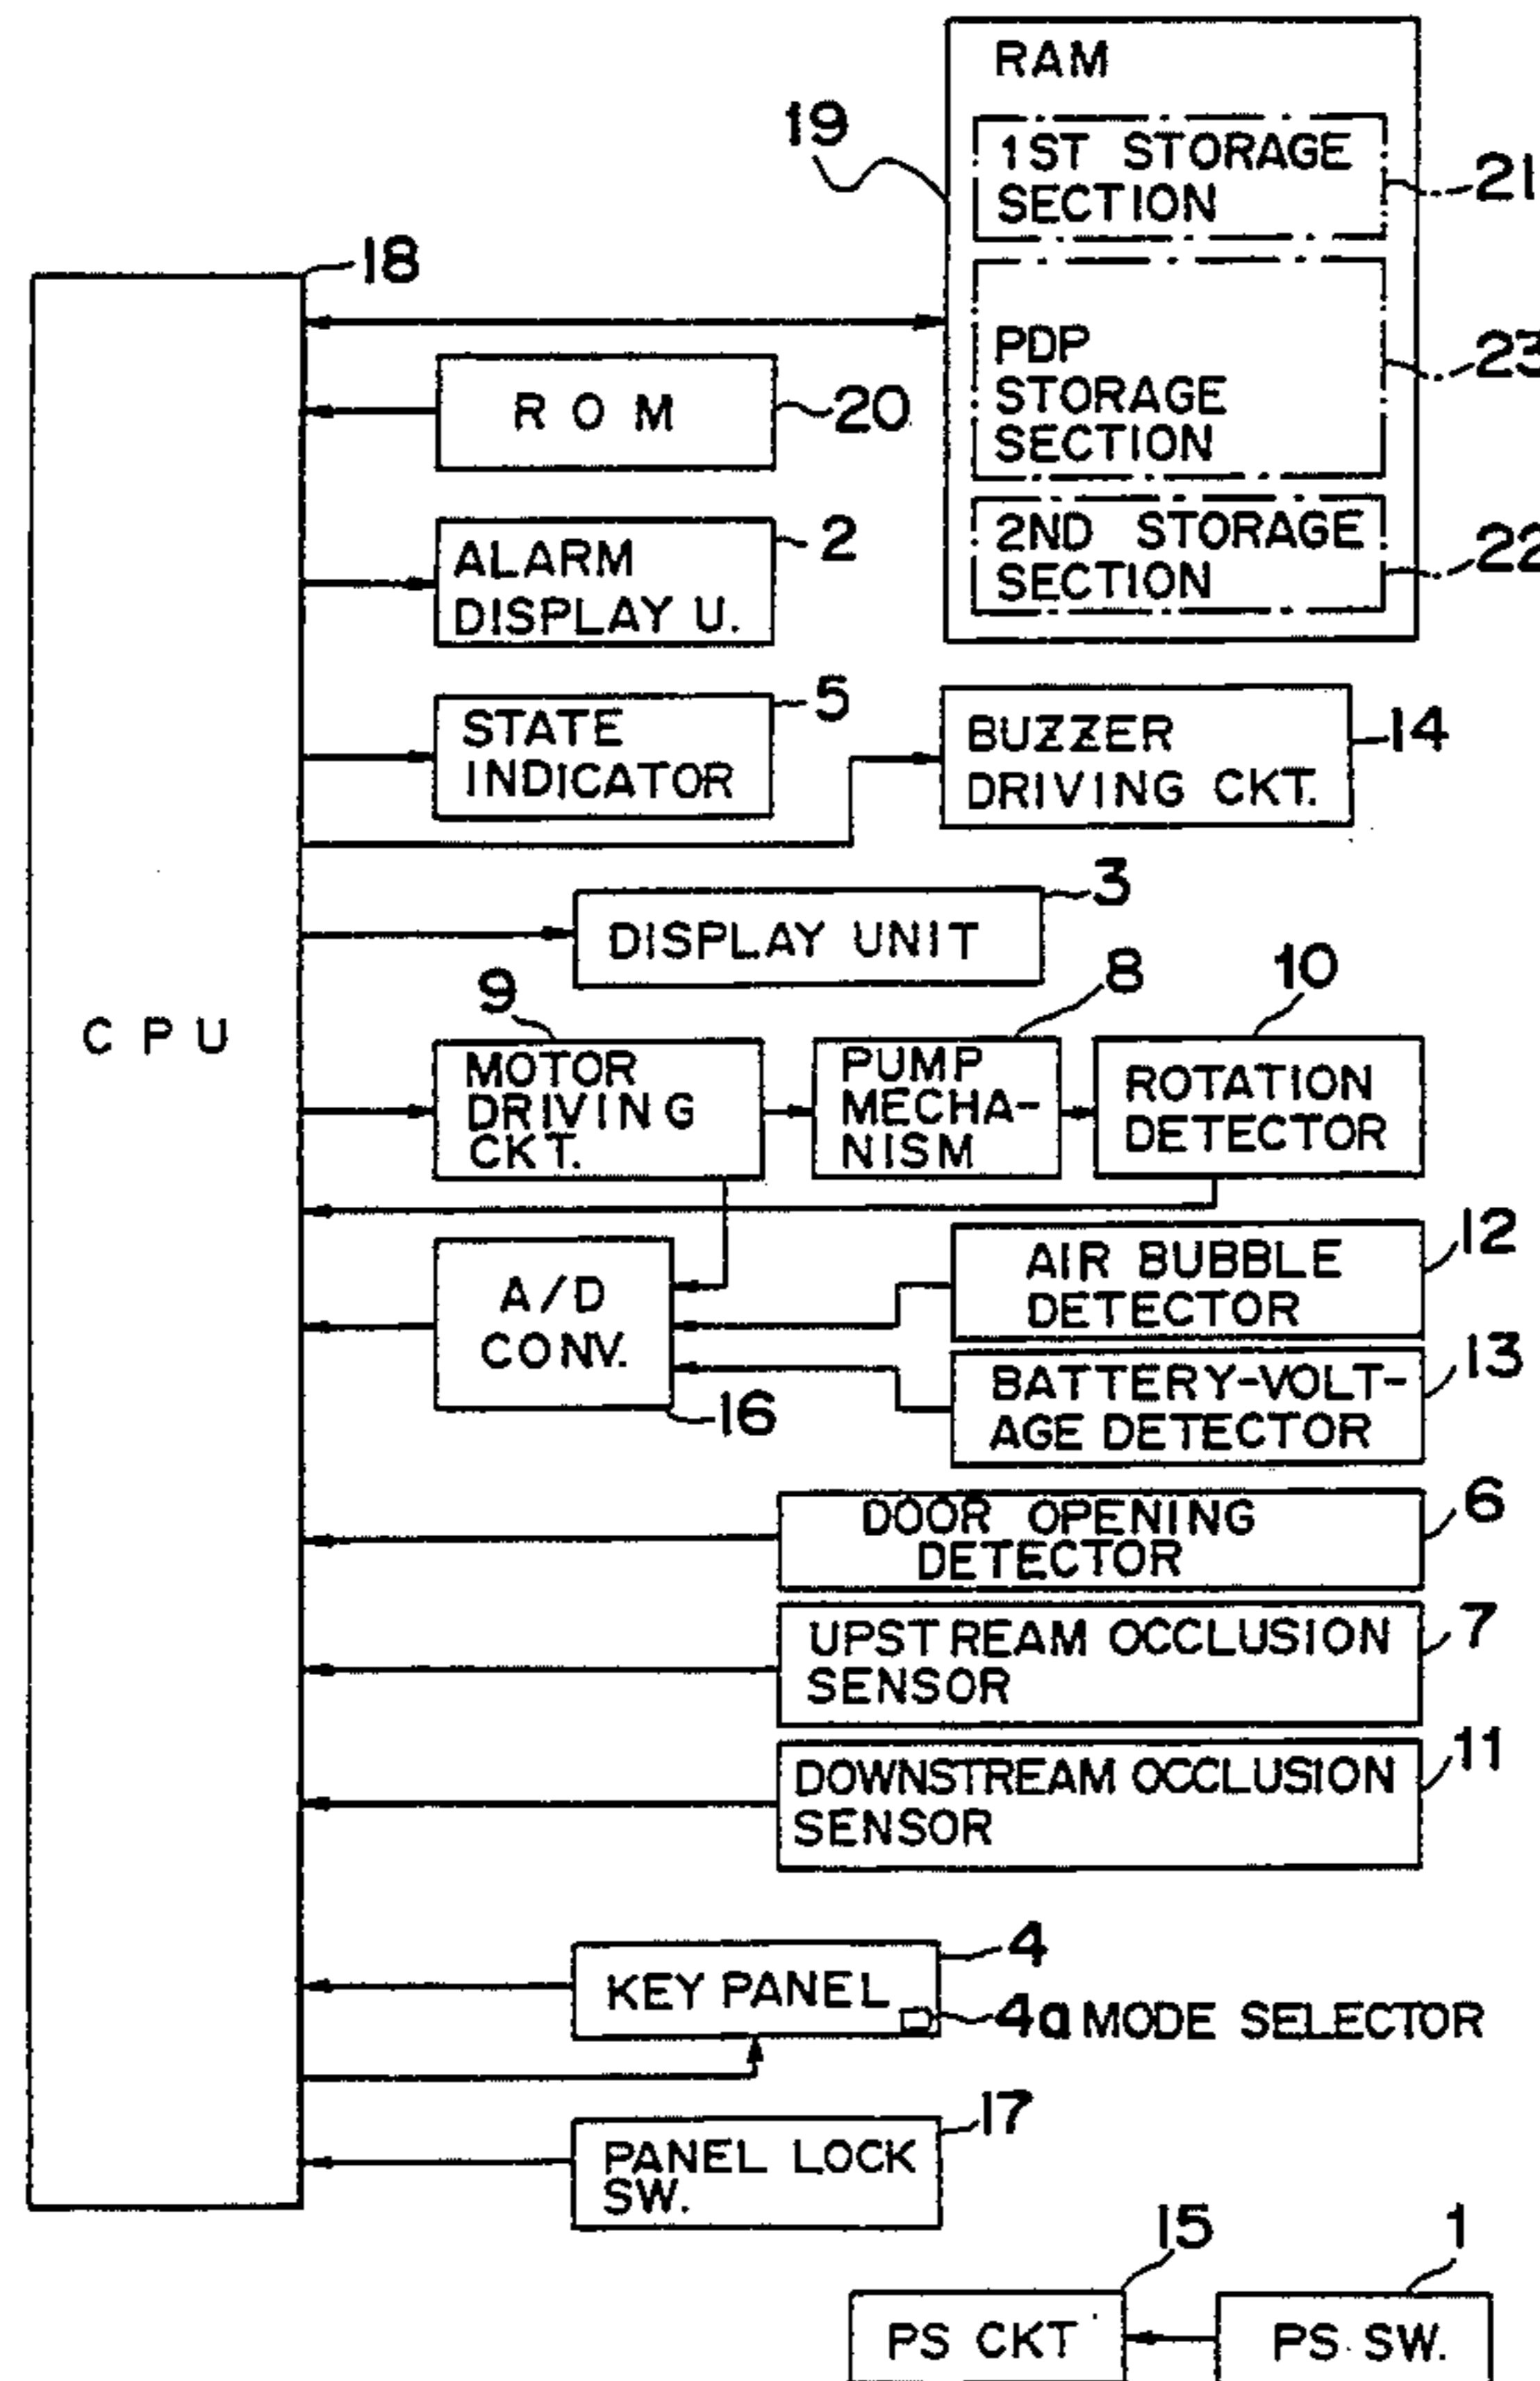 RAM
19
1ST STORAGE
SECTION
21
18
PDP
STORAGE
SECTION
23
R O M
20
2ND STORAGE
SECTION
22
ALARM
DISPLAY U.
2
STATE
INDICATOR
5
BUZZER
DRIVING CKT.
14
DISPLAY UNIT
3
C P U
9
MOTOR
DRIVING
CKT.
8
PUMP
MECHA-
NISM
10
ROTATION
DETECTOR
A/D
CONV.
16
AIR BUBBLE
DETECTOR
12
BATTERY-VOLT-
AGE DETECTOR
13
DOOR OPENING
DETECTOR
6
UPSTREAM OCCLUSION
SENSOR
7
DOWNSTREAM OCCLUSION
SENSOR
11
KEY PANEL
4
4a MODE SELECTOR
PANEL LOCK
SW.
17
15
PS CKT
1
PS SW.